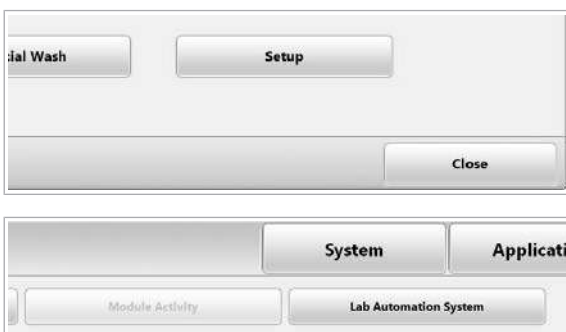 ial Wash
Setup
Close
System
Applicati
Module Activity
Lab Automation System